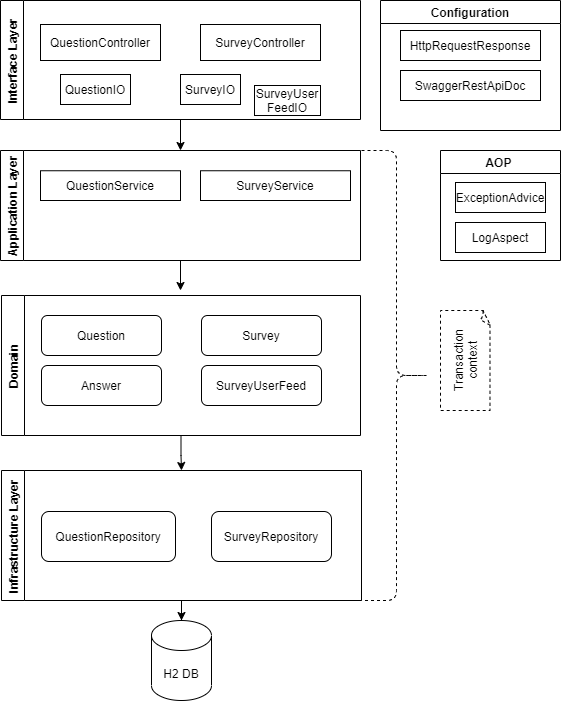 Interface Layer
QuestionController
SurveyController
QuestionIO
SurveyIO
SurveyUser
FeedIO
Configuration
HttpRequestResponse
SwaggerRestApiDoc
Application Layer
QuestionService
SurveyService
AOP
ExceptionAdvice
LogAspect
Domain
Question
Survey
Answer
SurveyUserFeed
Transaction
context
Infrastructure Layer
QuestionRepository
SurveyRepository
H2 DB